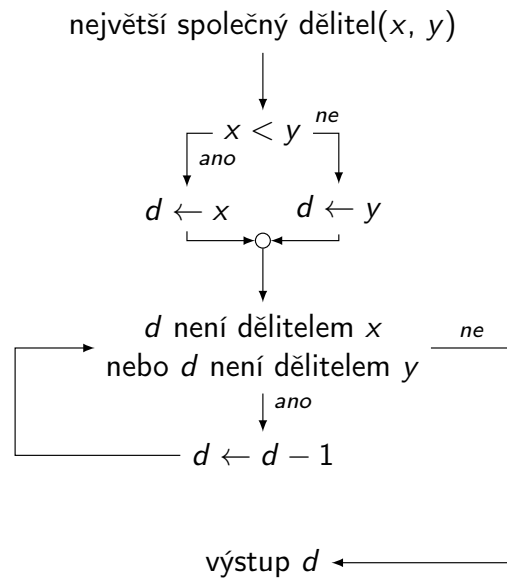 největší společný dělitel(x, y)
x < y
ne
ano
d ← x
d ← y
d není dělitelem x
nebo d není dělitelem y
ne
ano
d ← d − 1
výstup d